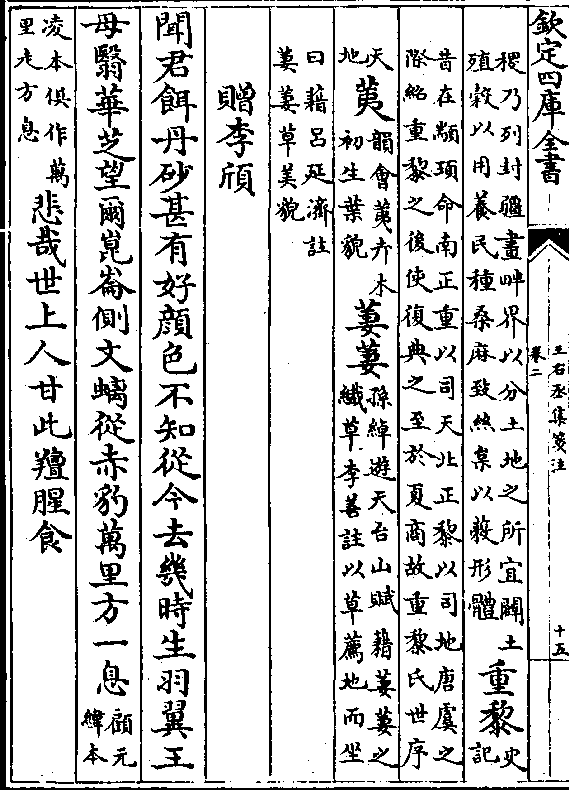 欽定四庫全書
王右丞集箋注
卷二
十五
稷乃列封疆畫畔界以分土地之所宜闢土
殖穀以用養民種桑麻致絲枲以蔽形體
重黎史記
昔在顓頊命南正重以司天北正黎以司地唐虞之
際紹重黎之後使復典之至於夏商故重黎氏世序
天地
荑韻會荑卉木初生葉貌
萋萋孫綽遊天台山賦藉萋萋之
纖草李善註以草薦地而坐
曰藉呂延濟註
萋萋草美貌
贈李頎
聞君餌丹砂甚有好顏色不知從今去幾時生羽翼王
母翳華芝望爾崑崙側文螭從赤豹萬里方一息顧元緯本
凌本俱作萬里走方息悲哉世上人甘此羶腥食